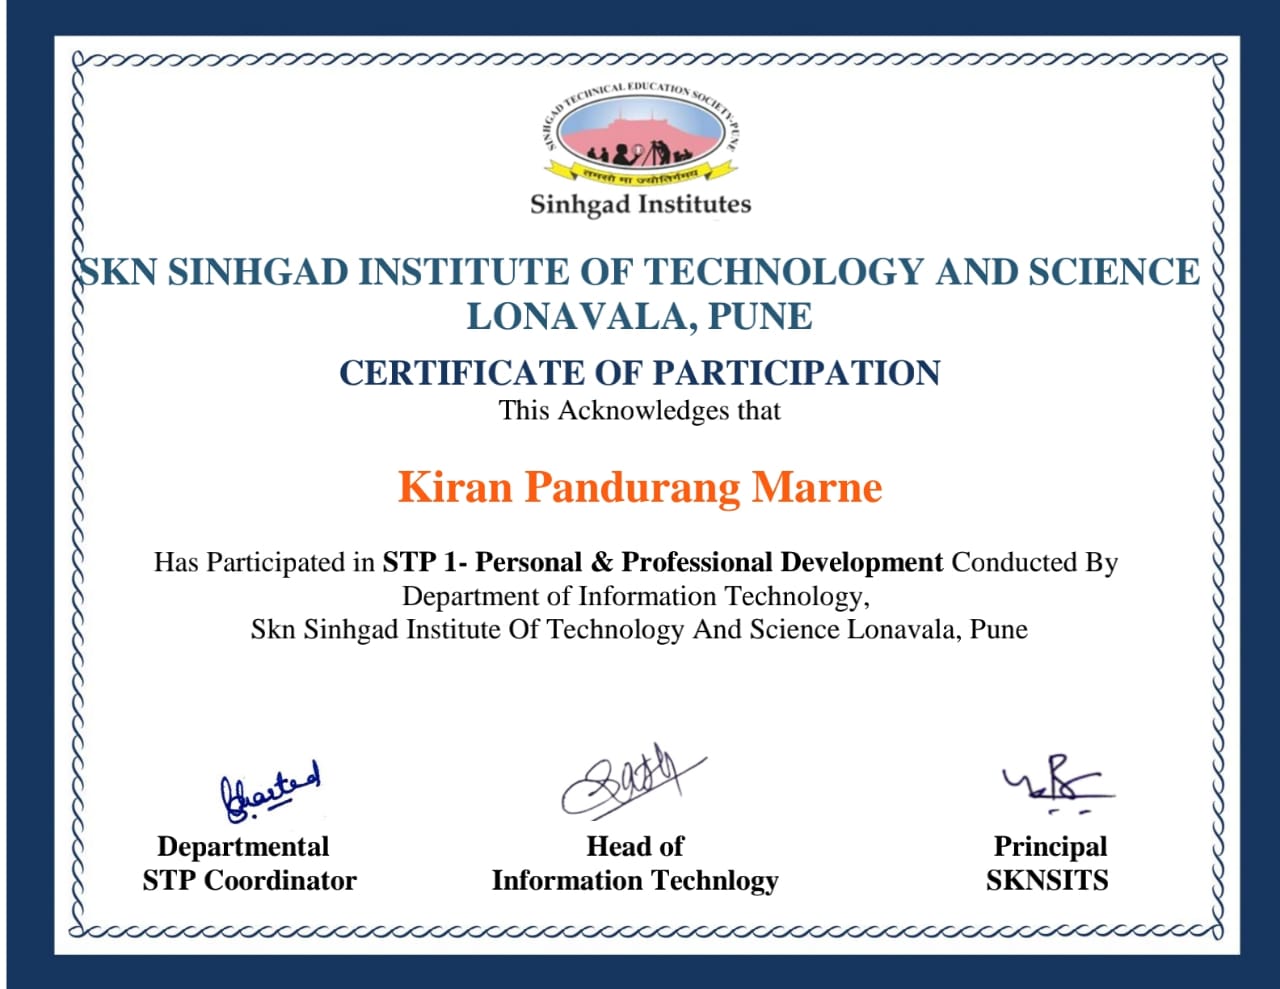 SINHGAD TECHNICAL EDUCATION SOCIETY-PUNE
तमसो मा ज्योतिर्गमय
Sinhgad Institutes
SKN SINHGAD INSTITUTE OF TECHNOLOGY AND SCIENCE
LONAVALA, PUNE
CERTIFICATE OF PARTICIPATION
This Acknowledges that
Kiran Pandurang Marne
Has Participated in STP 1- Personal & Professional Development Conducted By
Department of Information Technology,
Skn Sinhgad Institute Of Technology And Science Lonavala, Pune
Departmental Head of Principal
STP Coordinator Information Technlogy SKNSITS